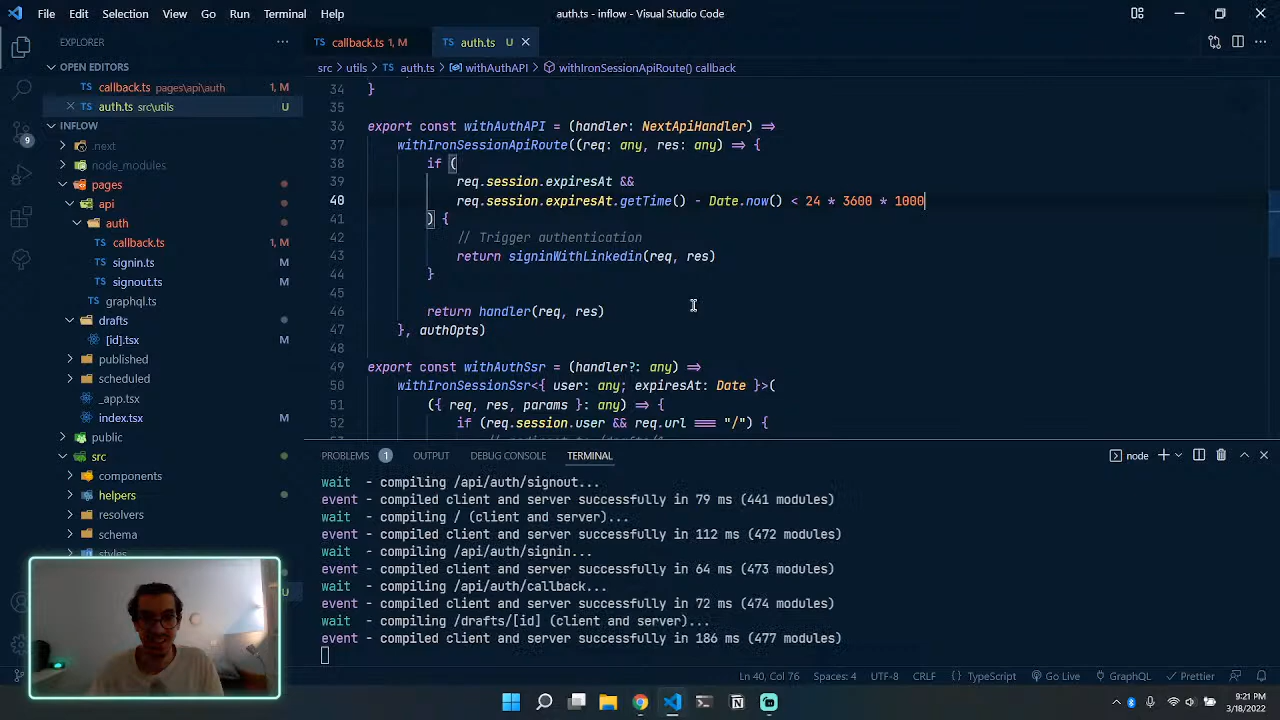 File Edit Selection View Go Run Terminal Help
auth.ts - inflow - Visual Studio Code
EXPLORER
OPEN EDITORS
callback.ts pages\api\auth 1, M
auth.ts src\utils U
INFLOW
.next
node_modules
pages
api
auth
callback.ts 1, M
signin.ts M
signout.ts M
graphql.ts
drafts
[id].tsx M
published
scheduled
_app.tsx
index.tsx M
public
src
components
helpers
resolvers
schema
styles
U
9
callback.ts 1, M
auth.ts U
src > utils > auth.ts > withAuthAPI > withIronSessionApiRoute() callback
34 }
35
36 export const withAuthAPI = (handler: NextApiHandler) =>
37 withIronSessionApiRoute((req: any, res: any) => {
38 if (
39 req.session.expiresAt &&
40 req.session.expiresAt.getTime() - Date.now() < 24 * 3600 * 1000
41 ) {
42 // Trigger authentication
43 return signinWithLinkedin(req, res)
44 }
45
46 return handler(req, res)
47 }, authOpts)
48
49 export const withAuthSsr = (handler?: any) =>
50 withIronSessionSsr<{ user: any; expiresAt: Date }>(
51 ({ req, res, params }: any) => {
52 if (req.session.user && req.url === "/") {
PROBLEMS 1 OUTPUT DEBUG CONSOLE TERMINAL
node
wait - compiling /api/auth/signout...
event - compiled client and server successfully in 79 ms (441 modules)
wait - compiling / (client and server)...
event - compiled client and server successfully in 112 ms (472 modules)
wait - compiling /api/auth/signin...
event - compiled client and server successfully in 64 ms (473 modules)
wait - compiling /api/auth/callback...
event - compiled client and server successfully in 72 ms (474 modules)
wait - compiling /drafts/[id] (client and server)...
event - compiled client and server successfully in 186 ms (477 modules)
Ln 40, Col 76 Spaces: 4 UTF-8 CRLF {} TypeScript Go Live GraphQL Prettier
9:21 PM
3/18/2022